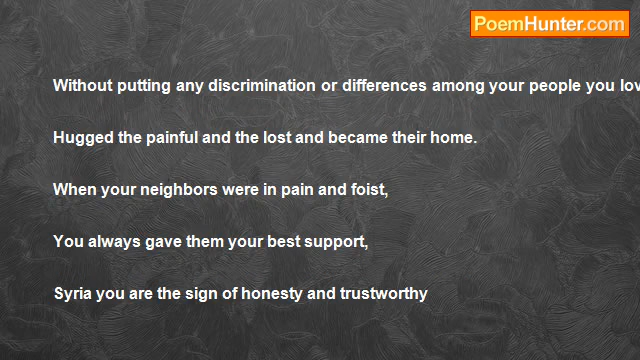 PoemHunter.com
Without putting any discrimination or differences among your people you
Hugged the painful and the lost and became their home.
When your neighbors were in pain and foist,
You always gave them your best support,
Syria you are the sign of honesty and trustworthy